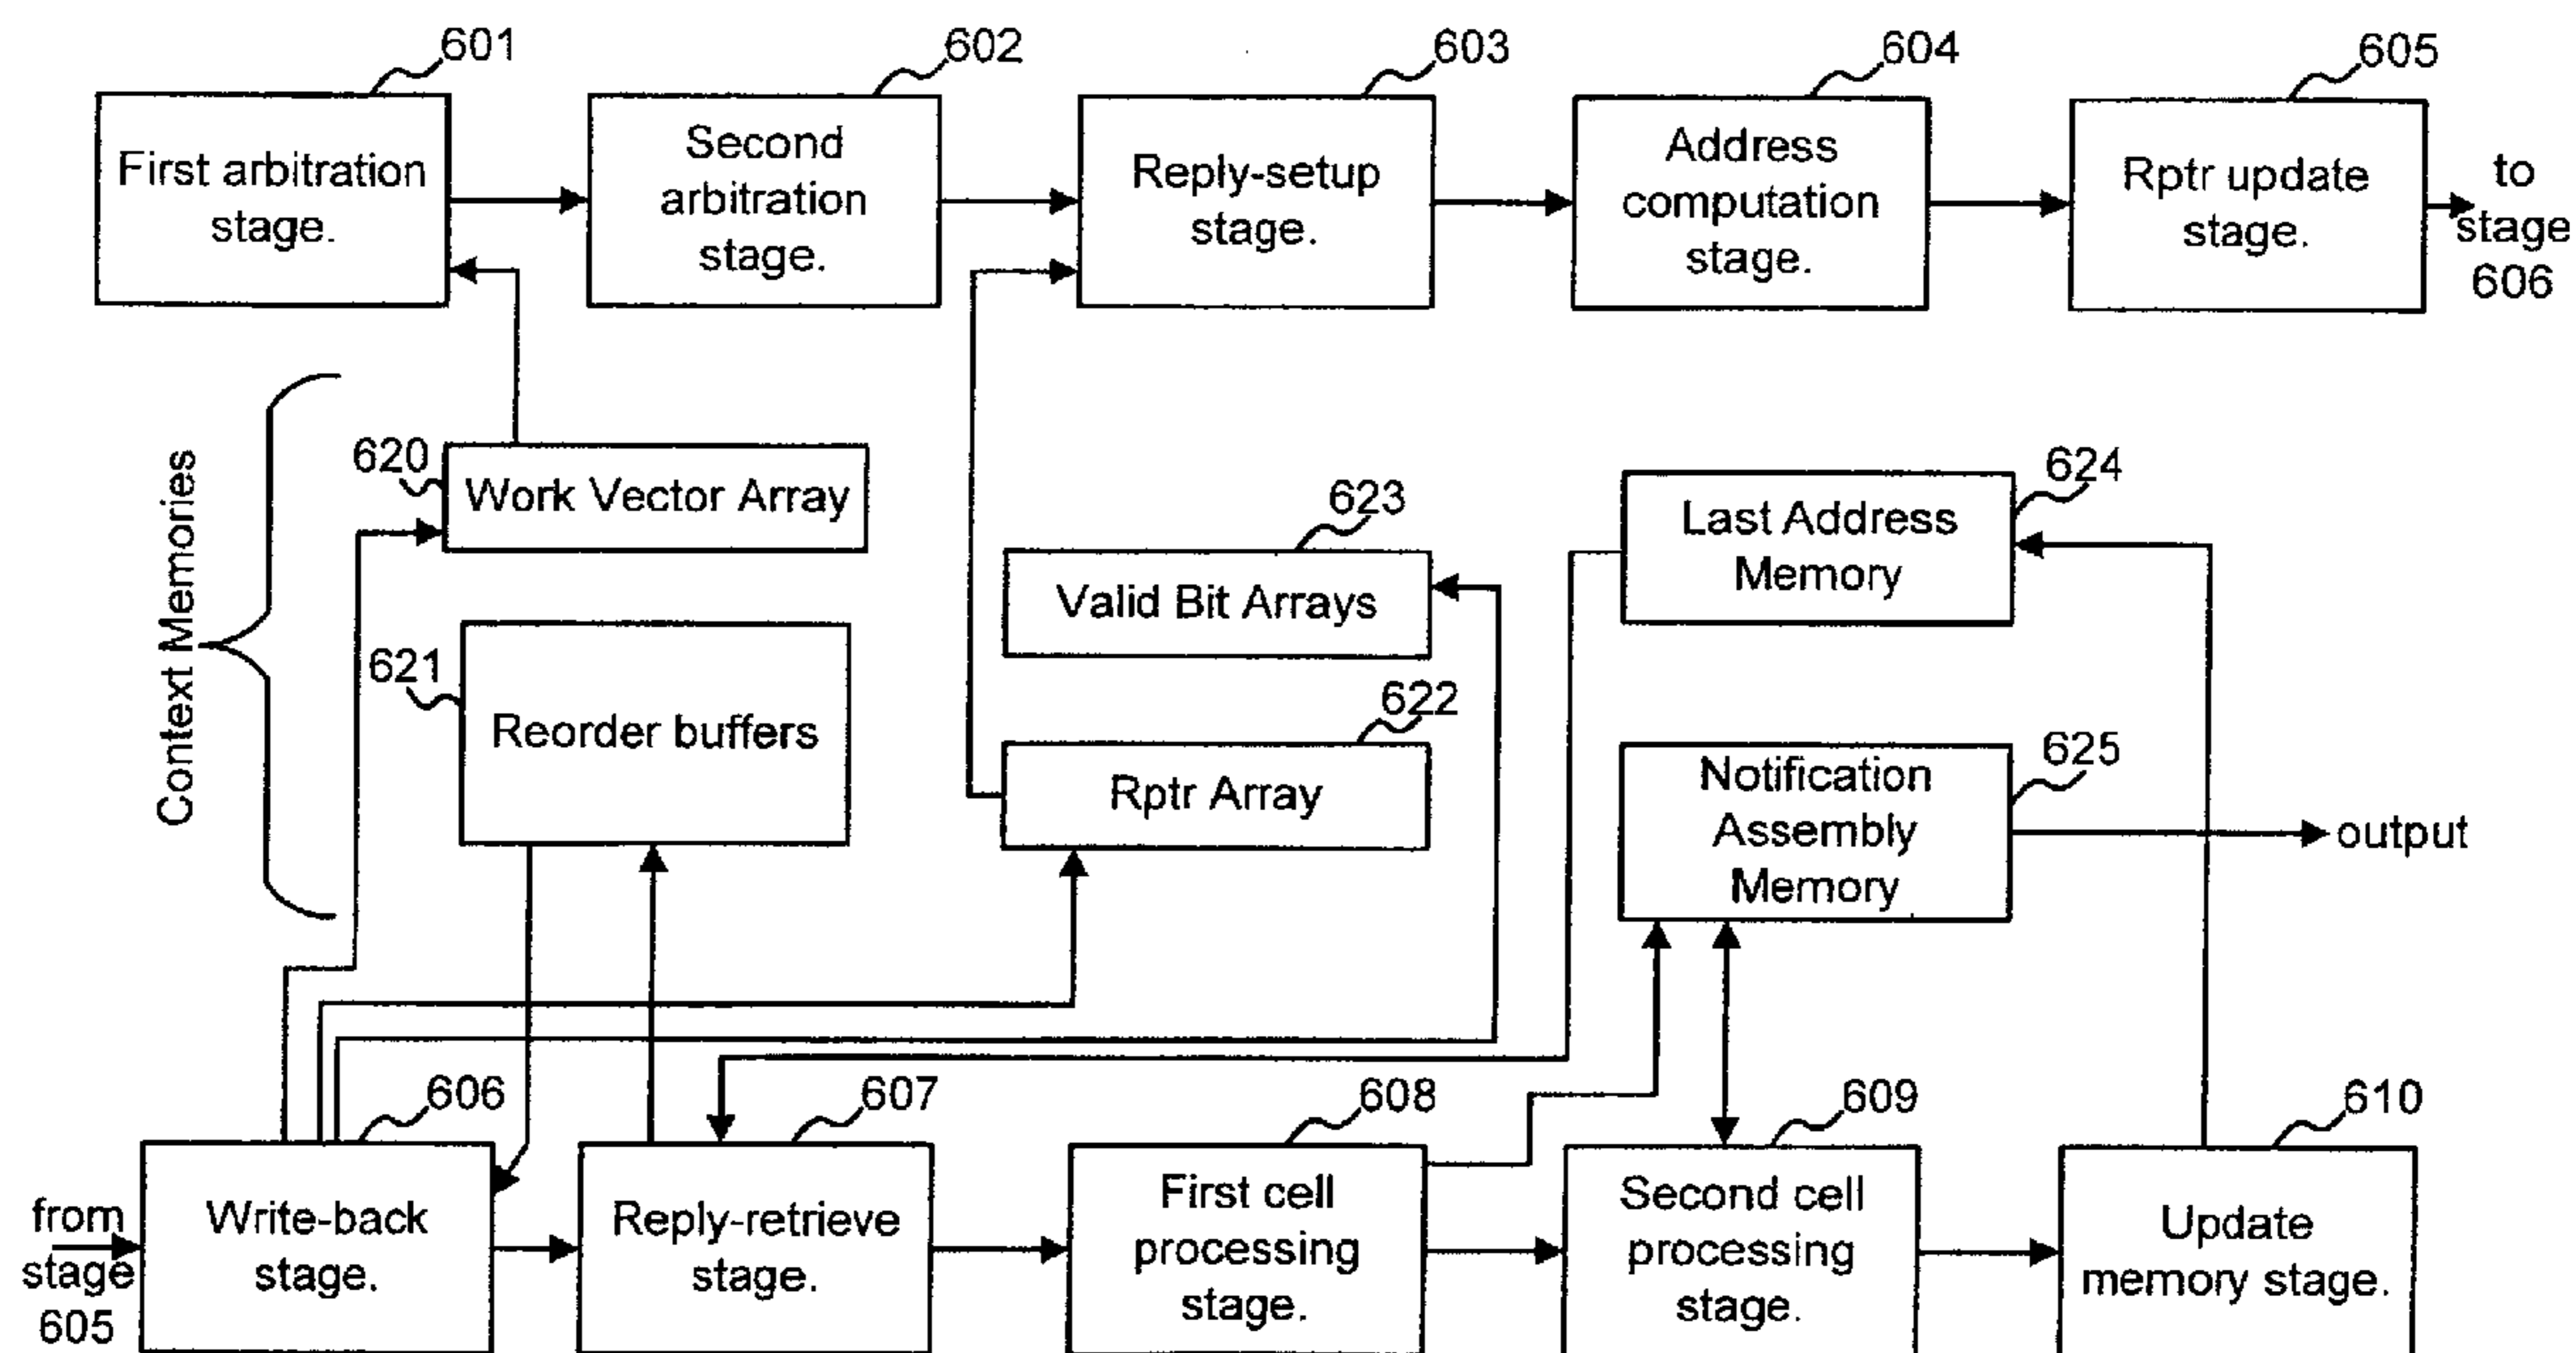 601
602
603
604
605
First arbitration
stage.
Second
arbitration
stage.
Reply-setup
stage.
Address
computation
stage.
Rptr update
stage.
to
stage
606
Context Memories
620
Work Vector Array
621
Reorder buffers
623
Valid Bit Arrays
622
Rptr Array
624
Last Address
Memory
625
Notification
Assembly
Memory
output
606
607
608
609
610
from
stage
605
Write-back
stage.
Reply-retrieve
stage.
First cell
processing
stage.
Second cell
processing
stage.
Update
memory stage.